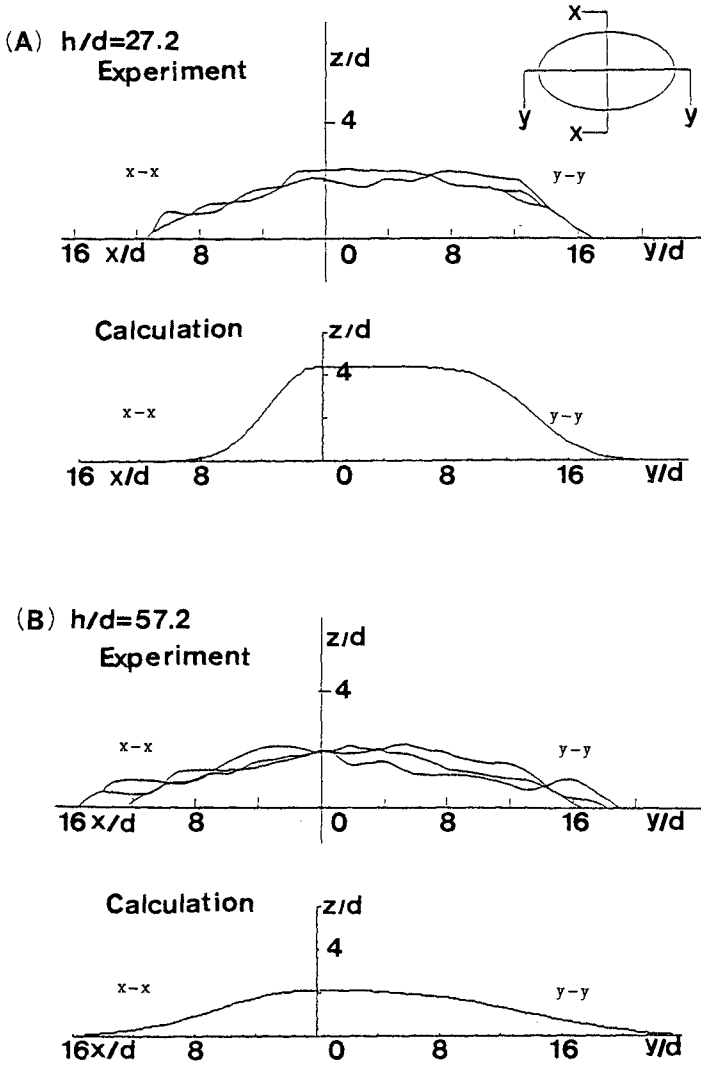 (A) h/d=27.2
Experiment
z/d
4
x-x
y-y
16 x/d 8 0 8 16 y/d
x
y y
x
Calculation
z/d
4
x-x
y-y
16 x/d 8 0 8 16 y/d
(B) h/d=57.2
Experiment
z/d
4
x-x
y-y
16 x/d 8 0 8 16 y/d
Calculation
z/d
4
x-x
y-y
16 x/d 8 0 8 16 y/d